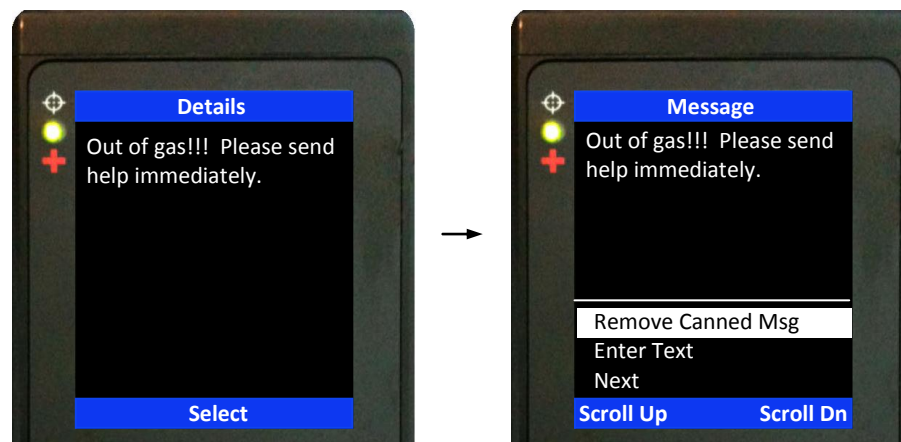 Details
Out of gas!!!  Please send
help immediately.
Select
Message
Out of gas!!!  Please send
help immediately.
Remove Canned Msg
Enter Text
Next
Scroll Up Scroll Dn